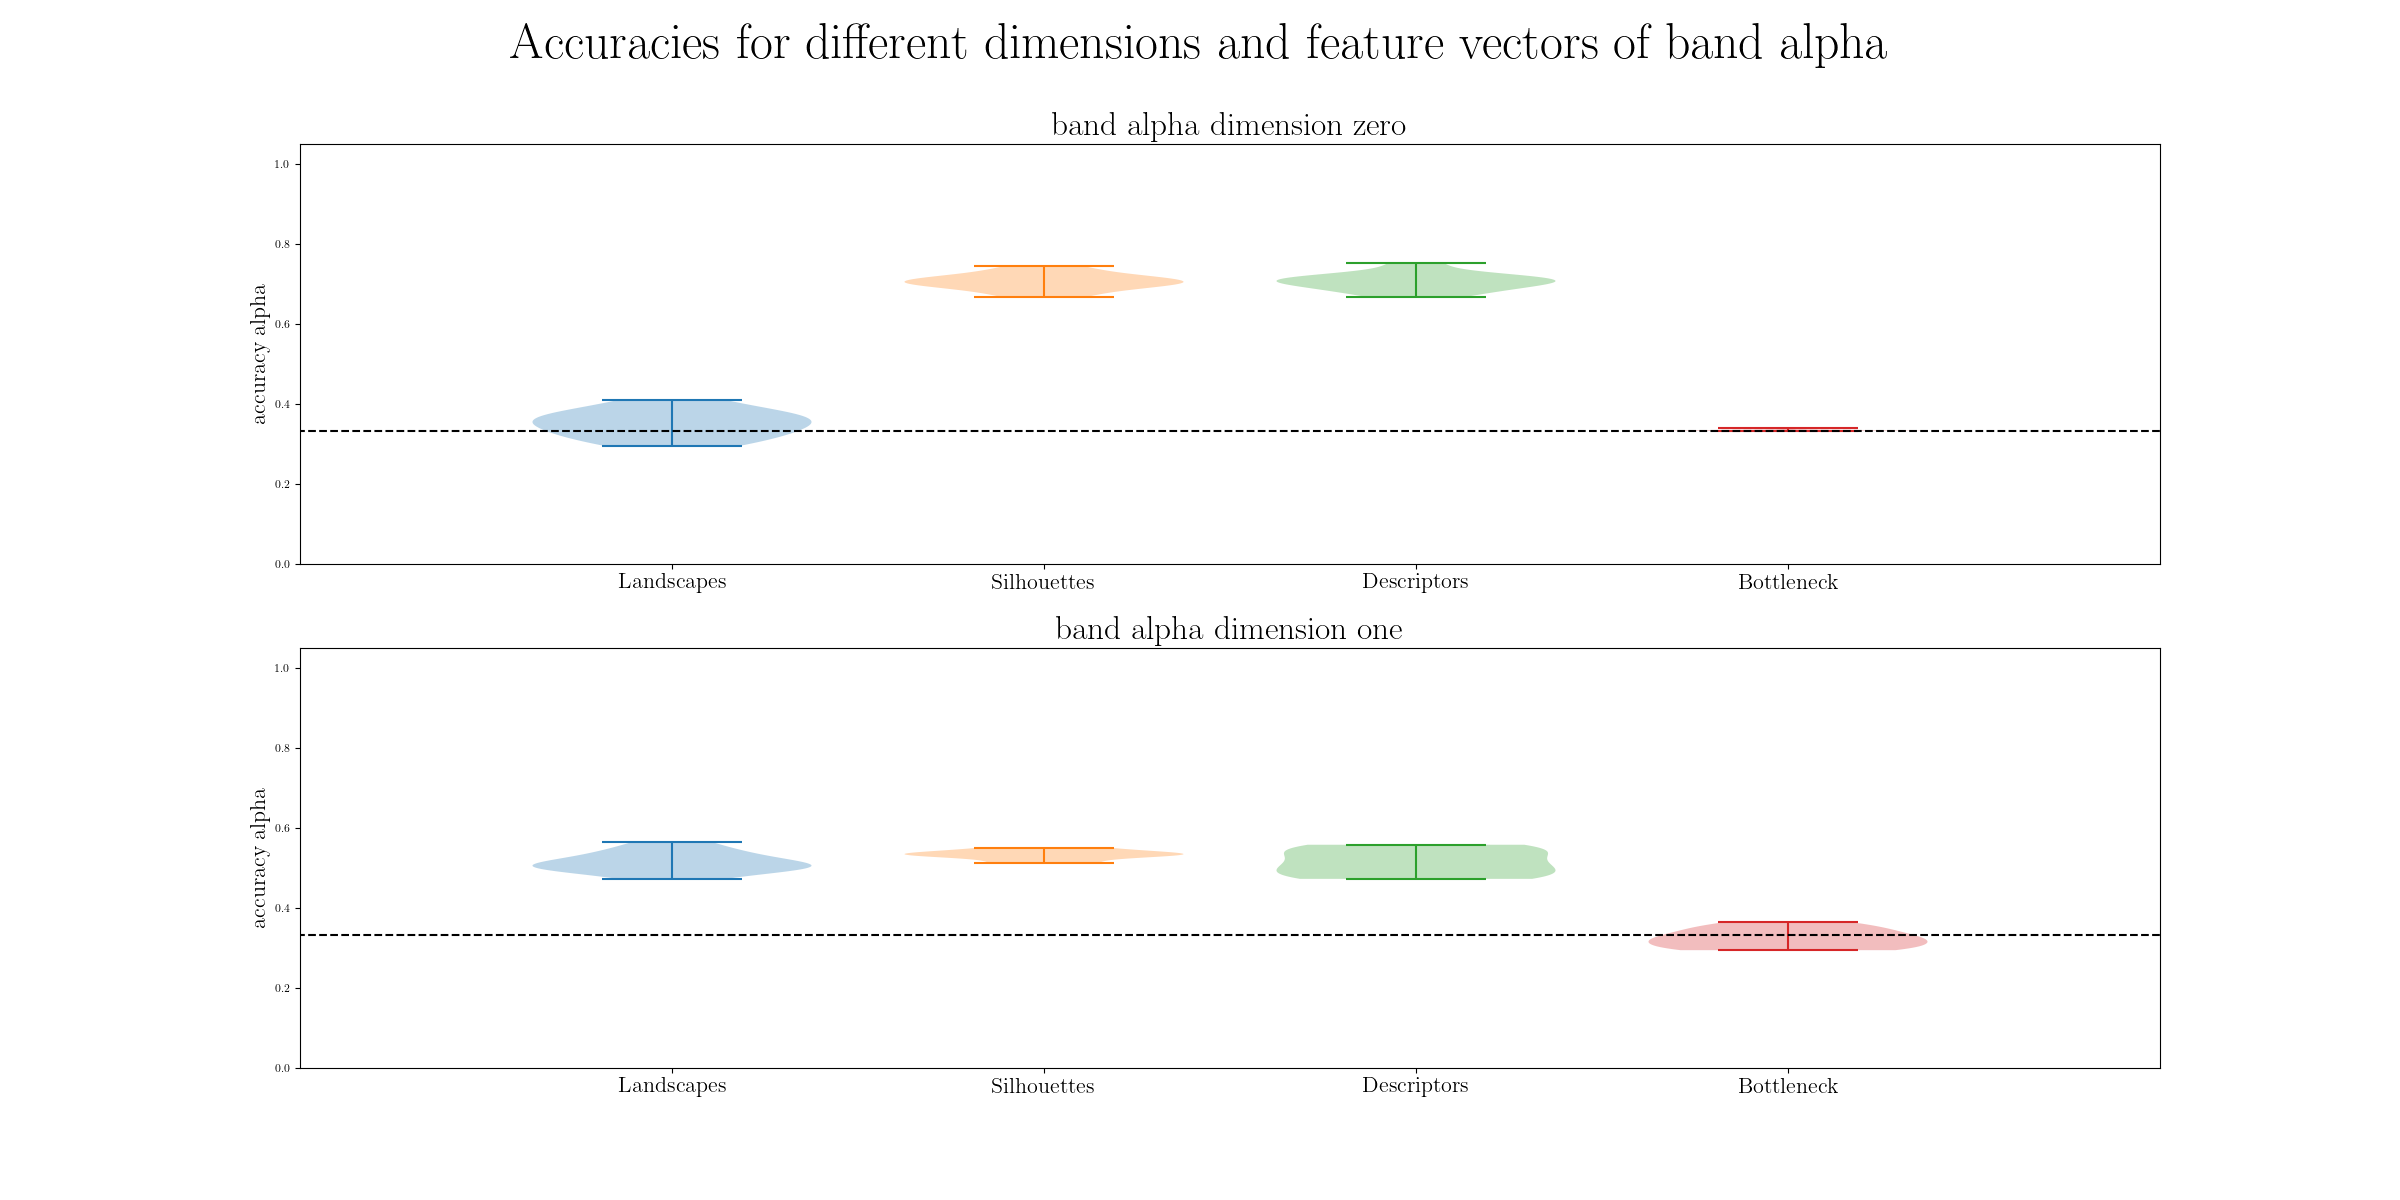 Accuracies for different dimensions and feature vectors of band alpha
band alpha dimension zero
accuracy alpha
1.0
0.8
0.6
0.4
0.2
0.0
Landscapes Silhouettes Descriptors Bottleneck
band alpha dimension one
accuracy alpha
1.0
0.8
0.6
0.4
0.2
0.0
Landscapes Silhouettes Descriptors Bottleneck